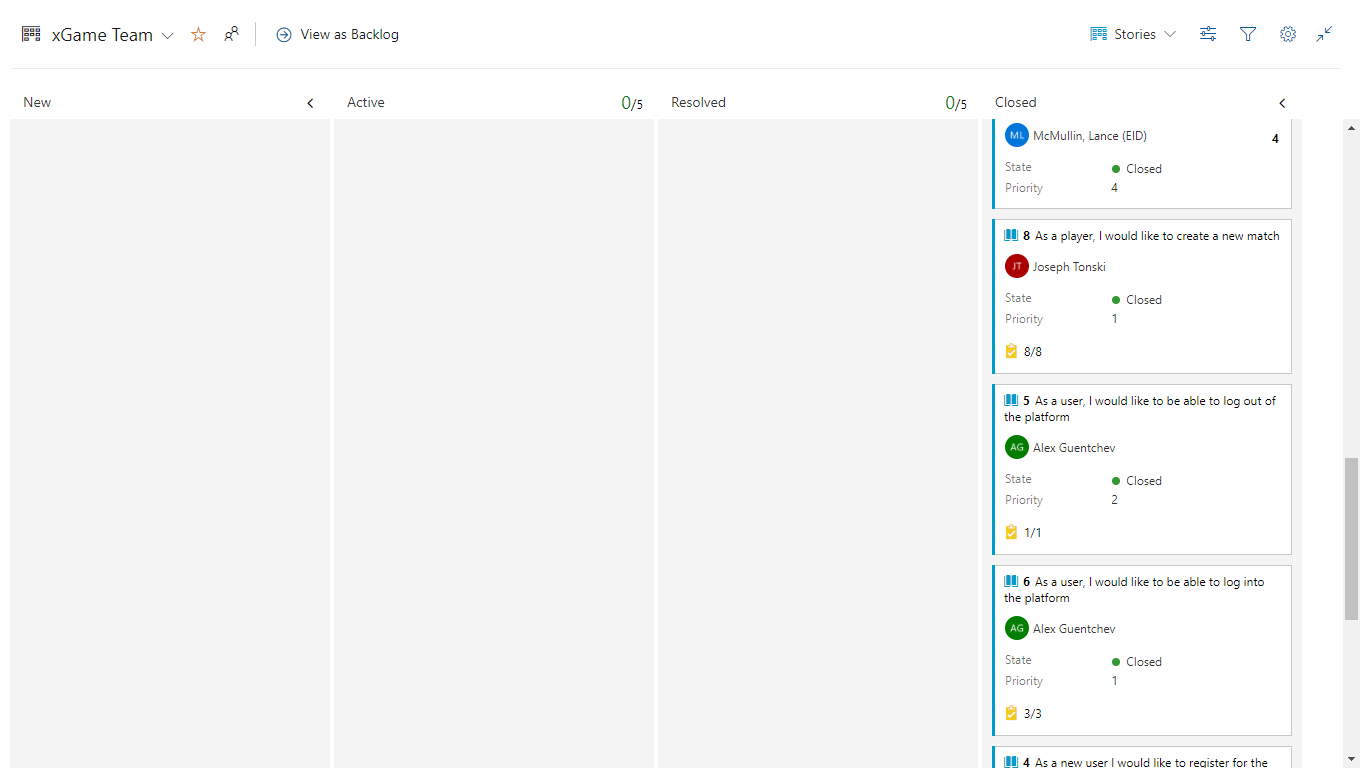 xGame Team
View as Backlog
Stories
New
Active
0/5
Resolved
0/5
Closed
ML McMullin, Lance (EID)
4
State Closed
Priority 4
8 As a player, I would like to create a new match
JT Joseph Tonski
State Closed
Priority 1
8/8
5 As a user, I would like to be able to log out of
the platform
AG Alex Guentchev
State Closed
Priority 2
1/1
6 As a user, I would like to be able to log into
the platform
AG Alex Guentchev
State Closed
Priority 1
3/3
4 As a new user I would like to register for the